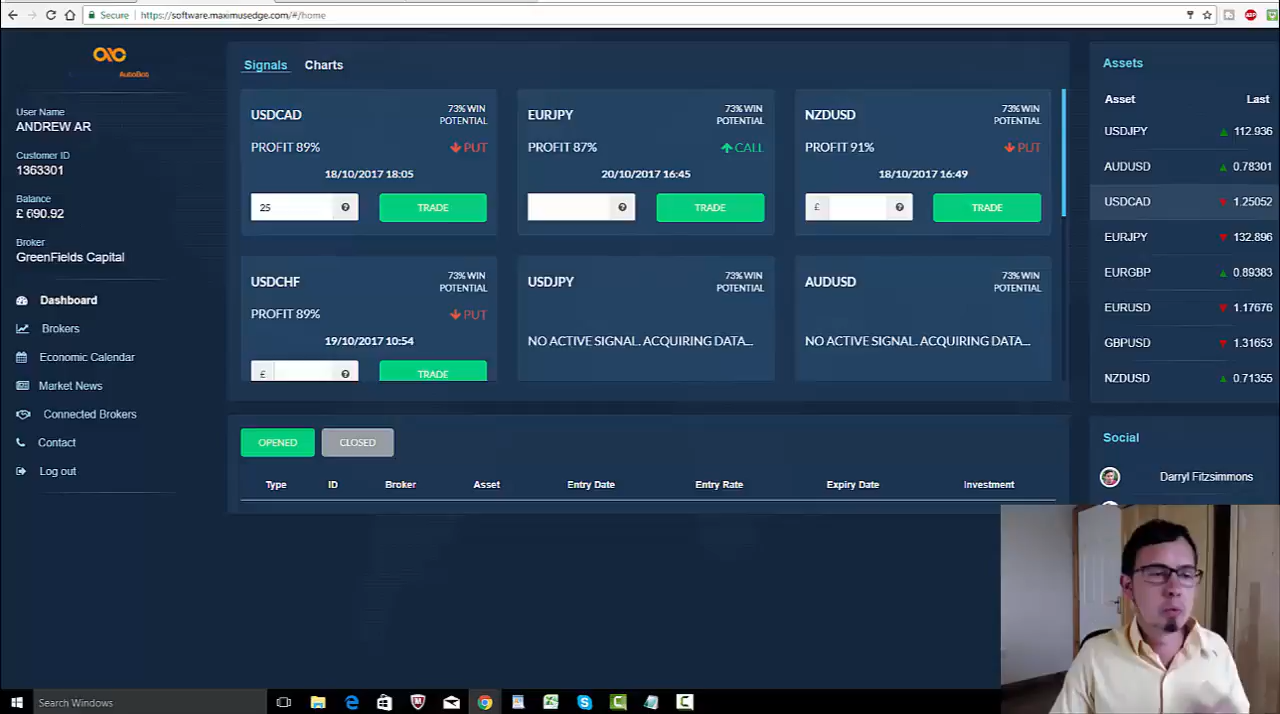 Secure
https://software.maximusedge.com/#/home
AutoBot
User Name
ANDREW AR
Customer ID
1363301
Balance
£ 690.92
Broker
GreenFields Capital
Dashboard
Brokers
Economic Calendar
Market News
Connected Brokers
Contact
Log out
Signals Charts
USDCAD
73% WIN
POTENTIAL
PROFIT 89%
PUT
18/10/2017 18:05
25
TRADE
EURJPY
73% WIN
POTENTIAL
PROFIT 87%
CALL
20/10/2017 16:45
TRADE
NZDUSD
73% WIN
POTENTIAL
PROFIT 91%
PUT
18/10/2017 16:49
£
TRADE
USDCHF
73% WIN
POTENTIAL
PROFIT 89%
PUT
19/10/2017 10:54
£
TRADE
USDJPY
73% WIN
POTENTIAL
NO ACTIVE SIGNAL. ACQUIRING DATA...
AUDUSD
73% WIN
POTENTIAL
NO ACTIVE SIGNAL. ACQUIRING DATA...
OPENED CLOSED
Type ID Broker Asset Entry Date Entry Rate Expiry Date Investment
Assets
Asset Last
USDJPY 112.936
AUDUSD 0.78301
USDCAD 1.25052
EURJPY 132.896
EURGBP 0.89383
EURUSD 1.17676
GBPUSD 1.31653
NZDUSD 0.71355
Social
Darryl Fitzsimmons
Search Windows